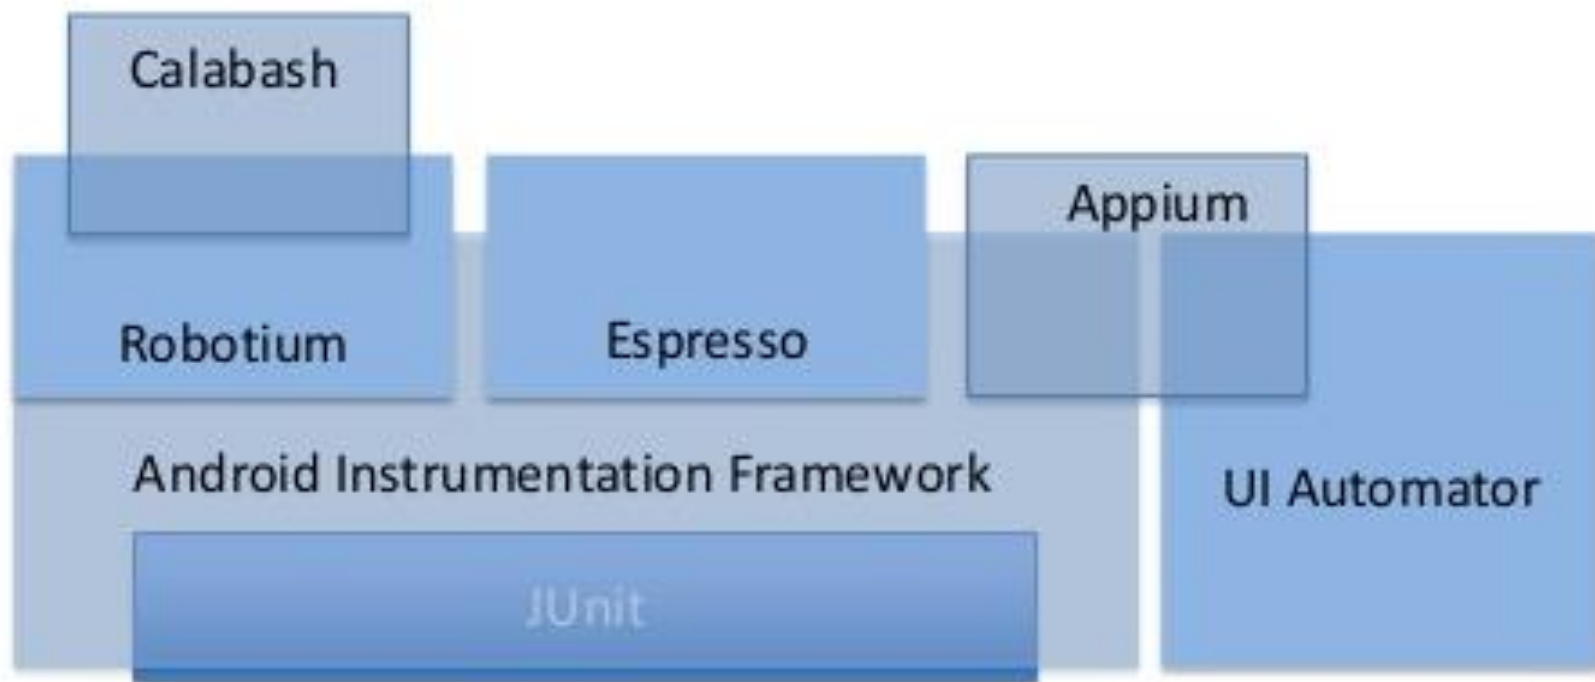 Calabash
Appium
Robotium
Espresso
Android Instrumentation Framework
UI Automator
JUnit